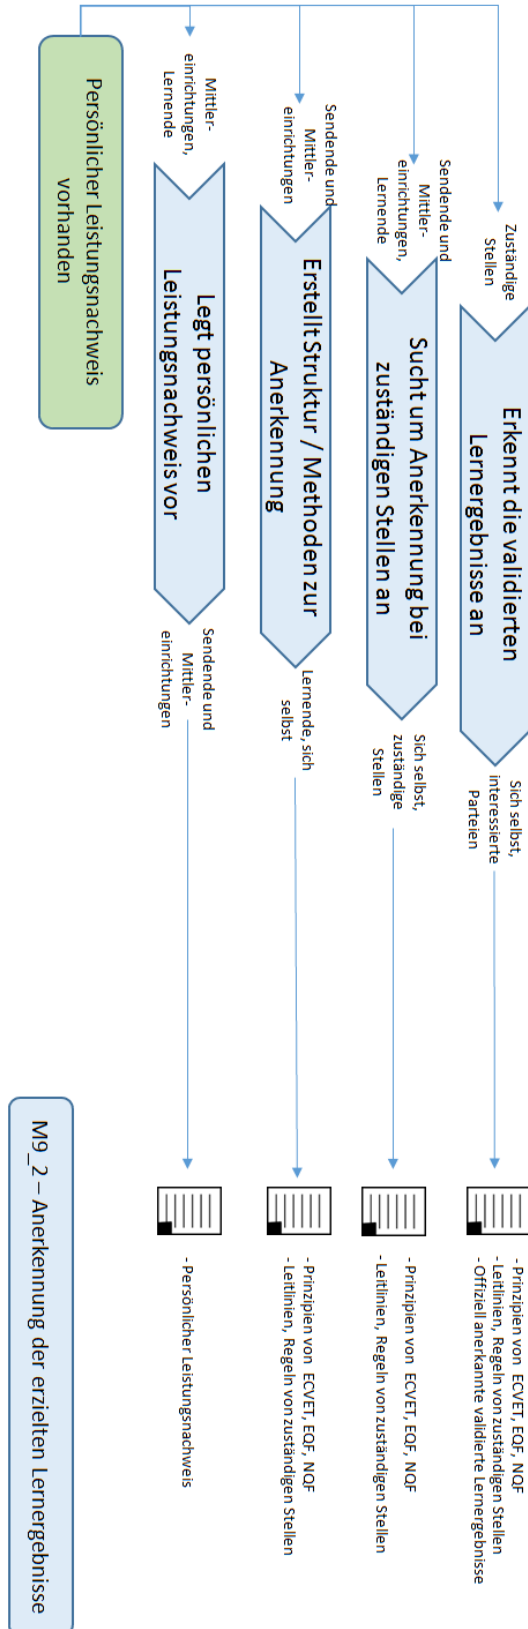 Zuständige
Stellen
Erkennt die validierten
Lernergebnisse an
Sich selbst,
interessierte
Parteien
- Prinzipien von ECVET, EQF, NQF
- Leitlinien, Regeln von zuständigen Stellen
- Offiziell anerkannte validierte Lernergebnisse
Sendende und
Mittler-
einrichtungen,
Lernende
Sucht um Anerkennung bei
zuständigen Stellen an
Sich selbst,
zuständige
Stellen
- Prinzipien von ECVET, EQF, NQF
- Leitlinien, Regeln von zuständigen Stellen
Sendende und
Mittler-
einrichtungen
Erstellt Struktur / Methoden zur
Anerkennung
Lernende, sich
selbst
- Prinzipien von ECVET, EQF, NQF
- Leitlinien, Regeln von zuständigen Stellen
Mittler-
einrichtungen,
Lernende
Legt persönlichen
Leistungsnachweis vor
Sendende und
Mittler-
einrichtungen
- Persönlicher Leistungsnachweis
Persönlicher Leistungsnachweis
vorhanden
M9_2 – Anerkennung der erzielten Lernergebnisse